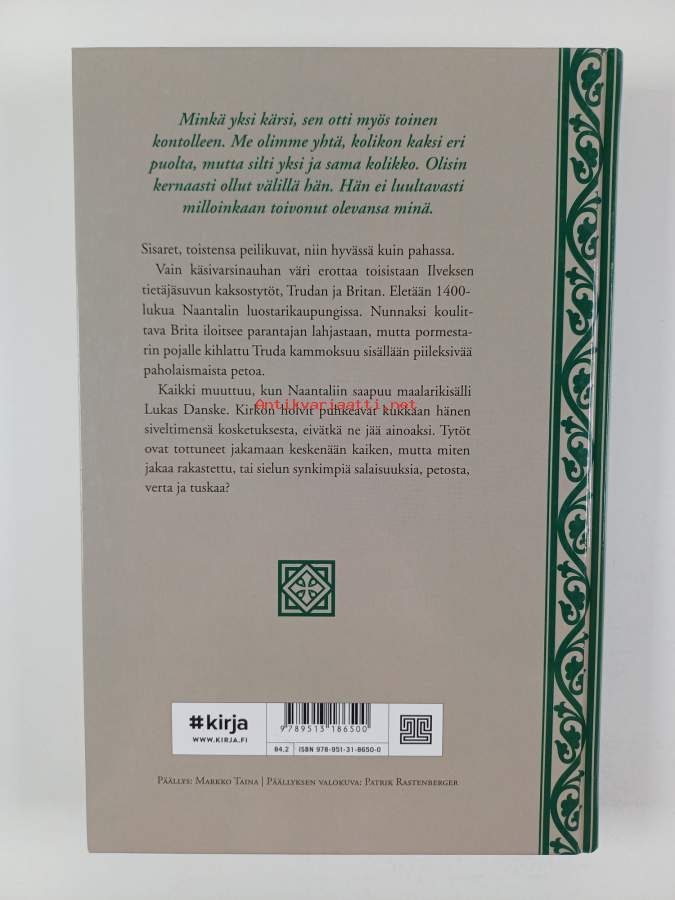 Minkä yksi kärsi, sen otti myös toinen
kontolleen. Me olimme yhtä, kolikon kaksi eri
puolta, mutta silti yksi ja sama kolikko. Olisin
kernaasti ollut välillä hän. Hän ei luultavasti
milloinkaan toivonut olevansa minä.
Sisaret, toistensa peilikuvat, niin hyvässä kuin pahassa.
Vain käsivarsinauhan väri erottaa toisistaan Ilveksen
tietäjäsuvun kaksostytöt, Trudan ja Britan. Eletään 1400-
lukua Naantalin luostarikaupungissa. Nunnaksi koulit-
tava Brita iloitsee parantajan lahjastaan, mutta pormesta-
rin pojalle kihlattu Truda kammoksuu sisällään piileksivää
paholaismaista petoa.
Kaikki muuttuu, kun Naantaliin saapuu maalarikisälli
Antikvariaatti.net
Lukas Danske. Kirkon holvit puhkeavat kukkaan hänen
siveltimensä kosketuksesta, eivätkä ne jää ainoaksi. Tytöt
ovat tottuneet jakamaan keskenään kaiken, mutta miten
jakaa rakastettu, tai sielun synkimpiä salaisuuksia, petosta,
verta ja tuskaa?
#kirja
WWW.KIRJA.FI
9789513186500
84.2
ISBN 978-951-31-8650-0
Päällys: Markko Taina | Päällyksen valokuva: Patrik Rastenberger